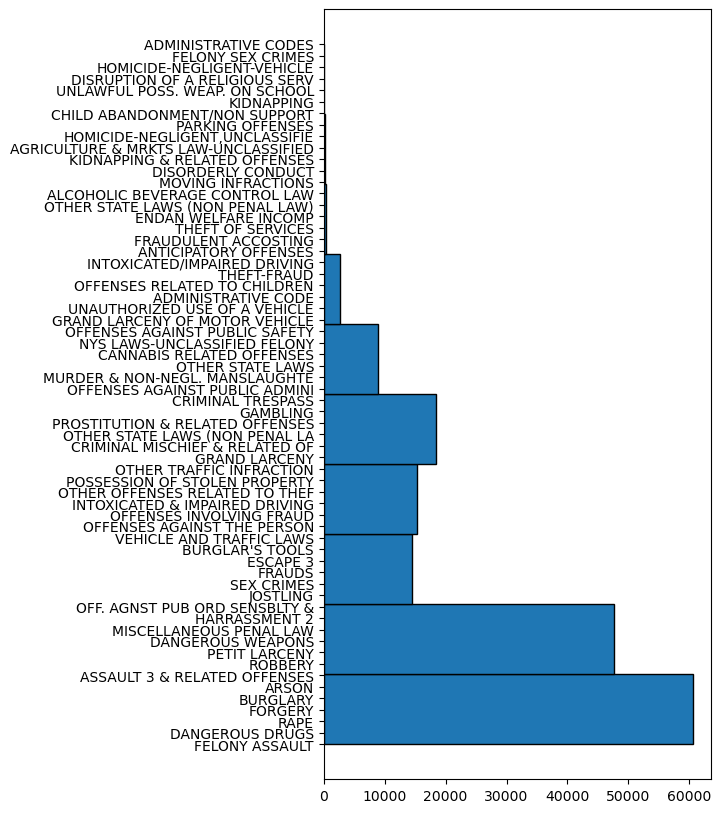 ADMINISTRATIVE CODES
FELONY SEX CRIMES
HOMICIDE-NEGLIGENT-VEHICLE
DISRUPTION OF A RELIGIOUS SERV
UNLAWFUL POSS. WEAP. ON SCHOOL
KIDNAPPING
CHILD ABANDONMENT/NON SUPPORT
PARKING OFFENSES
HOMICIDE-NEGLIGENT UNCLASSIFIE
AGRICULTURE & MRKTS LAW-UNCLASSIFIED
KIDNAPPING & RELATED OFFENSES
DISORDERLY CONDUCT
MOVING INFRACTIONS
ALCOHOLIC BEVERAGE CONTROL LAW
OTHER STATE LAWS (NON PENAL LAW)
ENDAN WELFARE INCOMP
THEFT OF SERVICES
FRAUDULENT ACCOSTING
ANTICIPATORY OFFENSES
INTOXICATED/IMPAIRED DRIVING
THEFT-FRAUD
OFFENSES RELATED TO CHILDREN
ADMINISTRATIVE CODE
UNAUTHORIZED USE OF A VEHICLE
GRAND LARCENY OF MOTOR VEHICLE
OFFENSES AGAINST PUBLIC SAFETY
NYS LAWS-UNCLASSIFIED FELONY
CANNABIS RELATED OFFENSES
OTHER STATE LAWS
MURDER & NON-NEGL. MANSLAUGHTE
OFFENSES AGAINST PUBLIC ADMINI
CRIMINAL TRESPASS
GAMBLING
PROSTITUTION & RELATED OFFENSES
OTHER STATE LAWS (NON PENAL LA
CRIMINAL MISCHIEF & RELATED OF
GRAND LARCENY
OTHER TRAFFIC INFRACTION
POSSESSION OF STOLEN PROPERTY
OTHER OFFENSES RELATED TO THEF
INTOXICATED & IMPAIRED DRIVING
OFFENSES INVOLVING FRAUD
OFFENSES AGAINST THE PERSON
VEHICLE AND TRAFFIC LAWS
BURGLAR'S TOOLS
ESCAPE 3
FRAUDS
SEX CRIMES
JOSTLING
OFF. AGNST PUB ORD SENSBLTY &
HARRASSMENT 2
MISCELLANEOUS PENAL LAW
DANGEROUS WEAPONS
PETIT LARCENY
ROBBERY
ASSAULT 3 & RELATED OFFENSES
ARSON
BURGLARY
FORGERY
RAPE
DANGEROUS DRUGS
FELONY ASSAULT
0 10000 20000 30000 40000 50000 60000